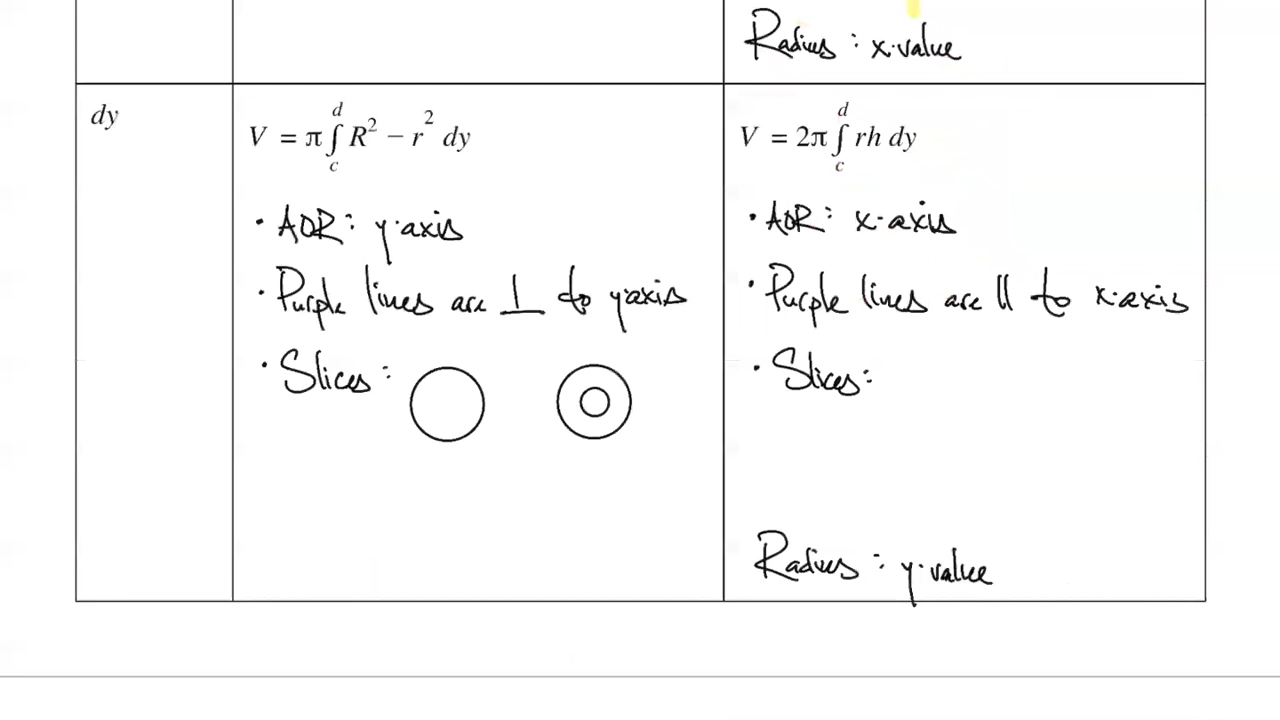 Radius : x-value
dy
V = π ∫_c^d R² − r² dy
V = 2π ∫_c^d rh dy
· AOR : y-axis
· Purple lines are ⊥ to y-axis
· Slices :
· AOR : x-axis
· Purple lines are || to x-axis
· Slices :
Radius : y-value